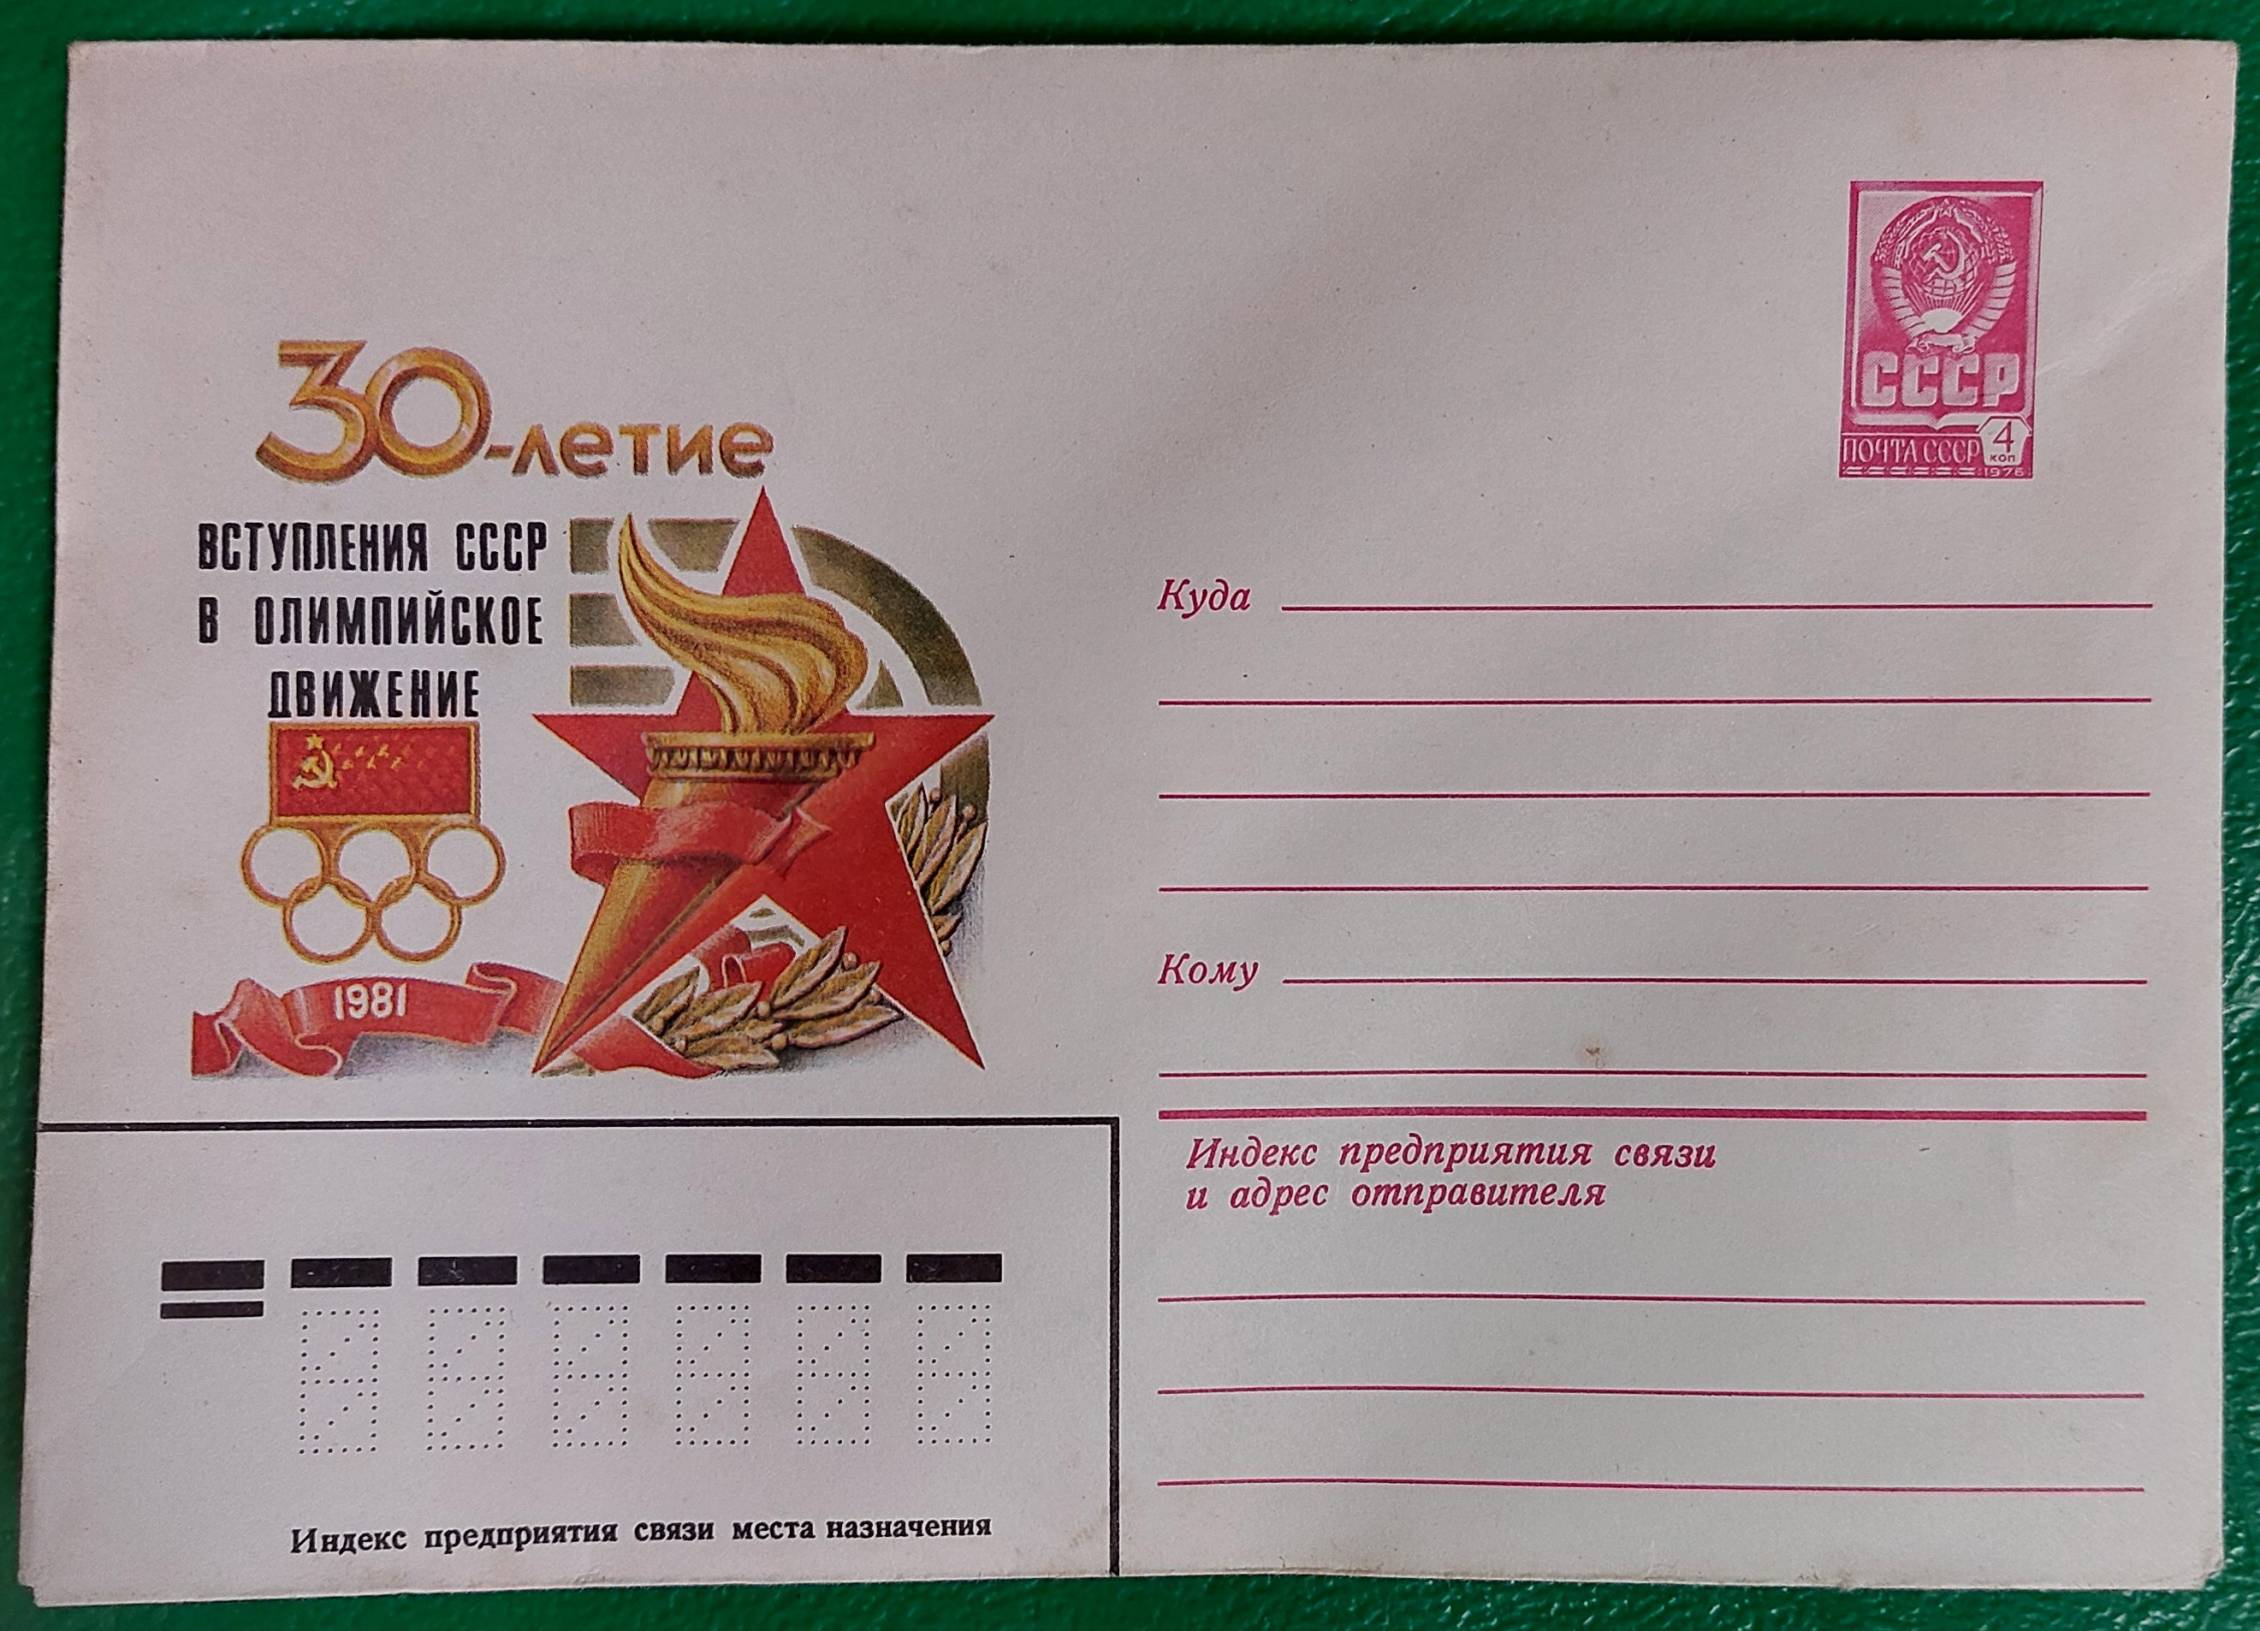 30-летие
ВСТУПЛЕНИЯ СССР
В ОЛИМПИЙСКОЕ
ДВИЖЕНИЕ
1981
СССР
ПОЧТА СССР 4 коп
1976
Куда
Кому
Индекс предприятия связи
и адрес отправителя
Индекс предприятия связи места назначения